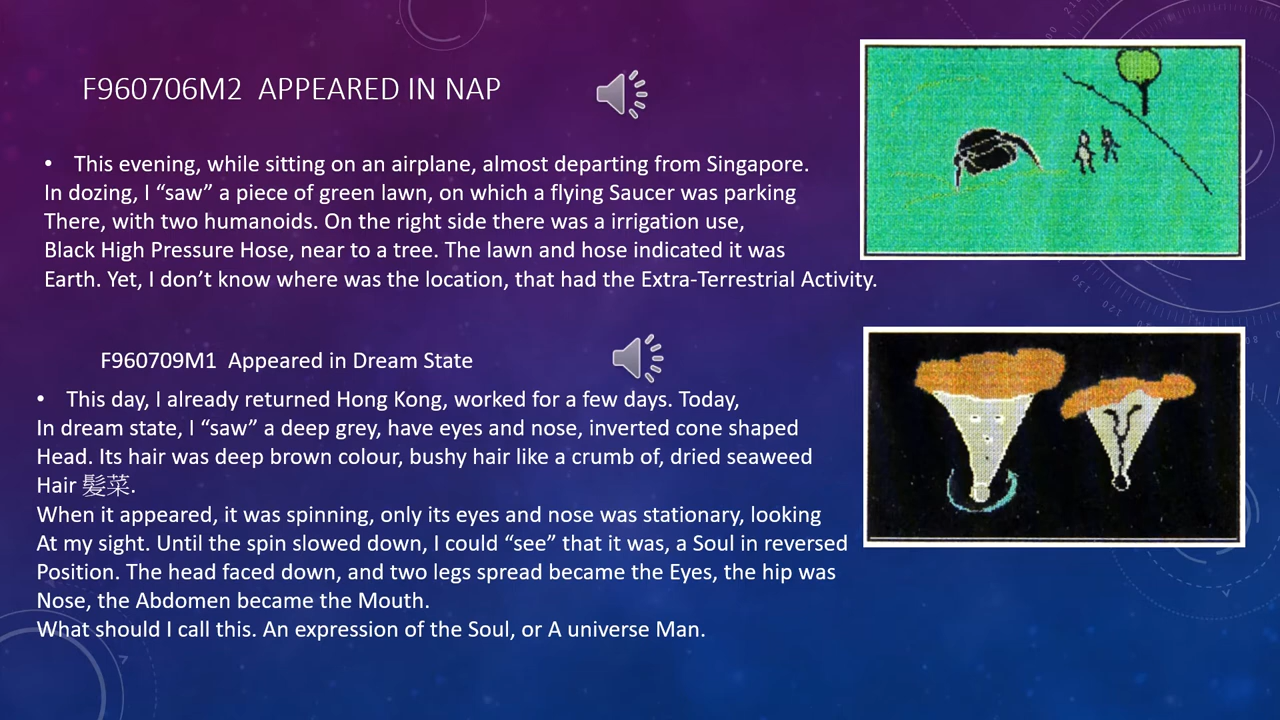 F960706M2 APPEARED IN NAP
• This evening, while sitting on an airplane, almost departing from Singapore.
In dozing, I “saw” a piece of green lawn, on which a flying Saucer was parking
There, with two humanoids. On the right side there was a irrigation use,
Black High Pressure Hose, near to a tree. The lawn and hose indicated it was
Earth. Yet, I don’t know where was the location, that had the Extra-Terrestrial Activity.
F960709M1 Appeared in Dream State
• This day, I already returned Hong Kong, worked for a few days. Today,
In dream state, I “saw” a deep grey, have eyes and nose, inverted cone shaped
Head. Its hair was deep brown colour, bushy hair like a crumb of, dried seaweed
Hair 髮菜.
When it appeared, it was spinning, only its eyes and nose was stationary, looking
At my sight. Until the spin slowed down, I could “see” that it was, a Soul in reversed
Position. The head faced down, and two legs spread became the Eyes, the hip was
Nose, the Abdomen became the Mouth.
What should I call this. An expression of the Soul, or A universe Man.